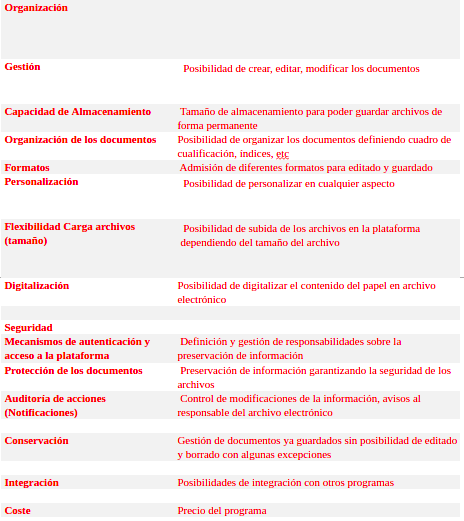 Organización
Gestión Posibilidad de crear, editar, modificar los documentos
Capacidad de Almacenamiento Tamaño de almacenamiento para poder guardar archivos de
forma permanente
Organización de los documentos Posibilidad de organizar los documentos definiendo cuadro de
cualificación, índices, etc
Formatos Admisión de diferentes formatos para editado y guardado
Personalización Posibilidad de personalizar en cualquier aspecto
Flexibilidad Carga archivos Posibilidad de subida de los archivos en la plataforma
(tamaño) dependiendo del tamaño del archivo
Digitalización Posibilidad de digitalizar el contenido del papel en archivo
electrónico
Seguridad
Mecanismos de autenticación y Definición y gestión de responsabilidades sobre la
acceso a la plataforma preservación de información
Protección de los documentos Preservación de información garantizando la seguridad de los
archivos
Auditoría de acciones Control de modificaciones de la información, avisos al
(Notificaciones) responsable del archivo electrónico
Conservación Gestión de documentos ya guardados sin posibilidad de editado
y borrado con algunas excepciones
Integración Posibilidades de integración con otros programas
Coste Precio del programa